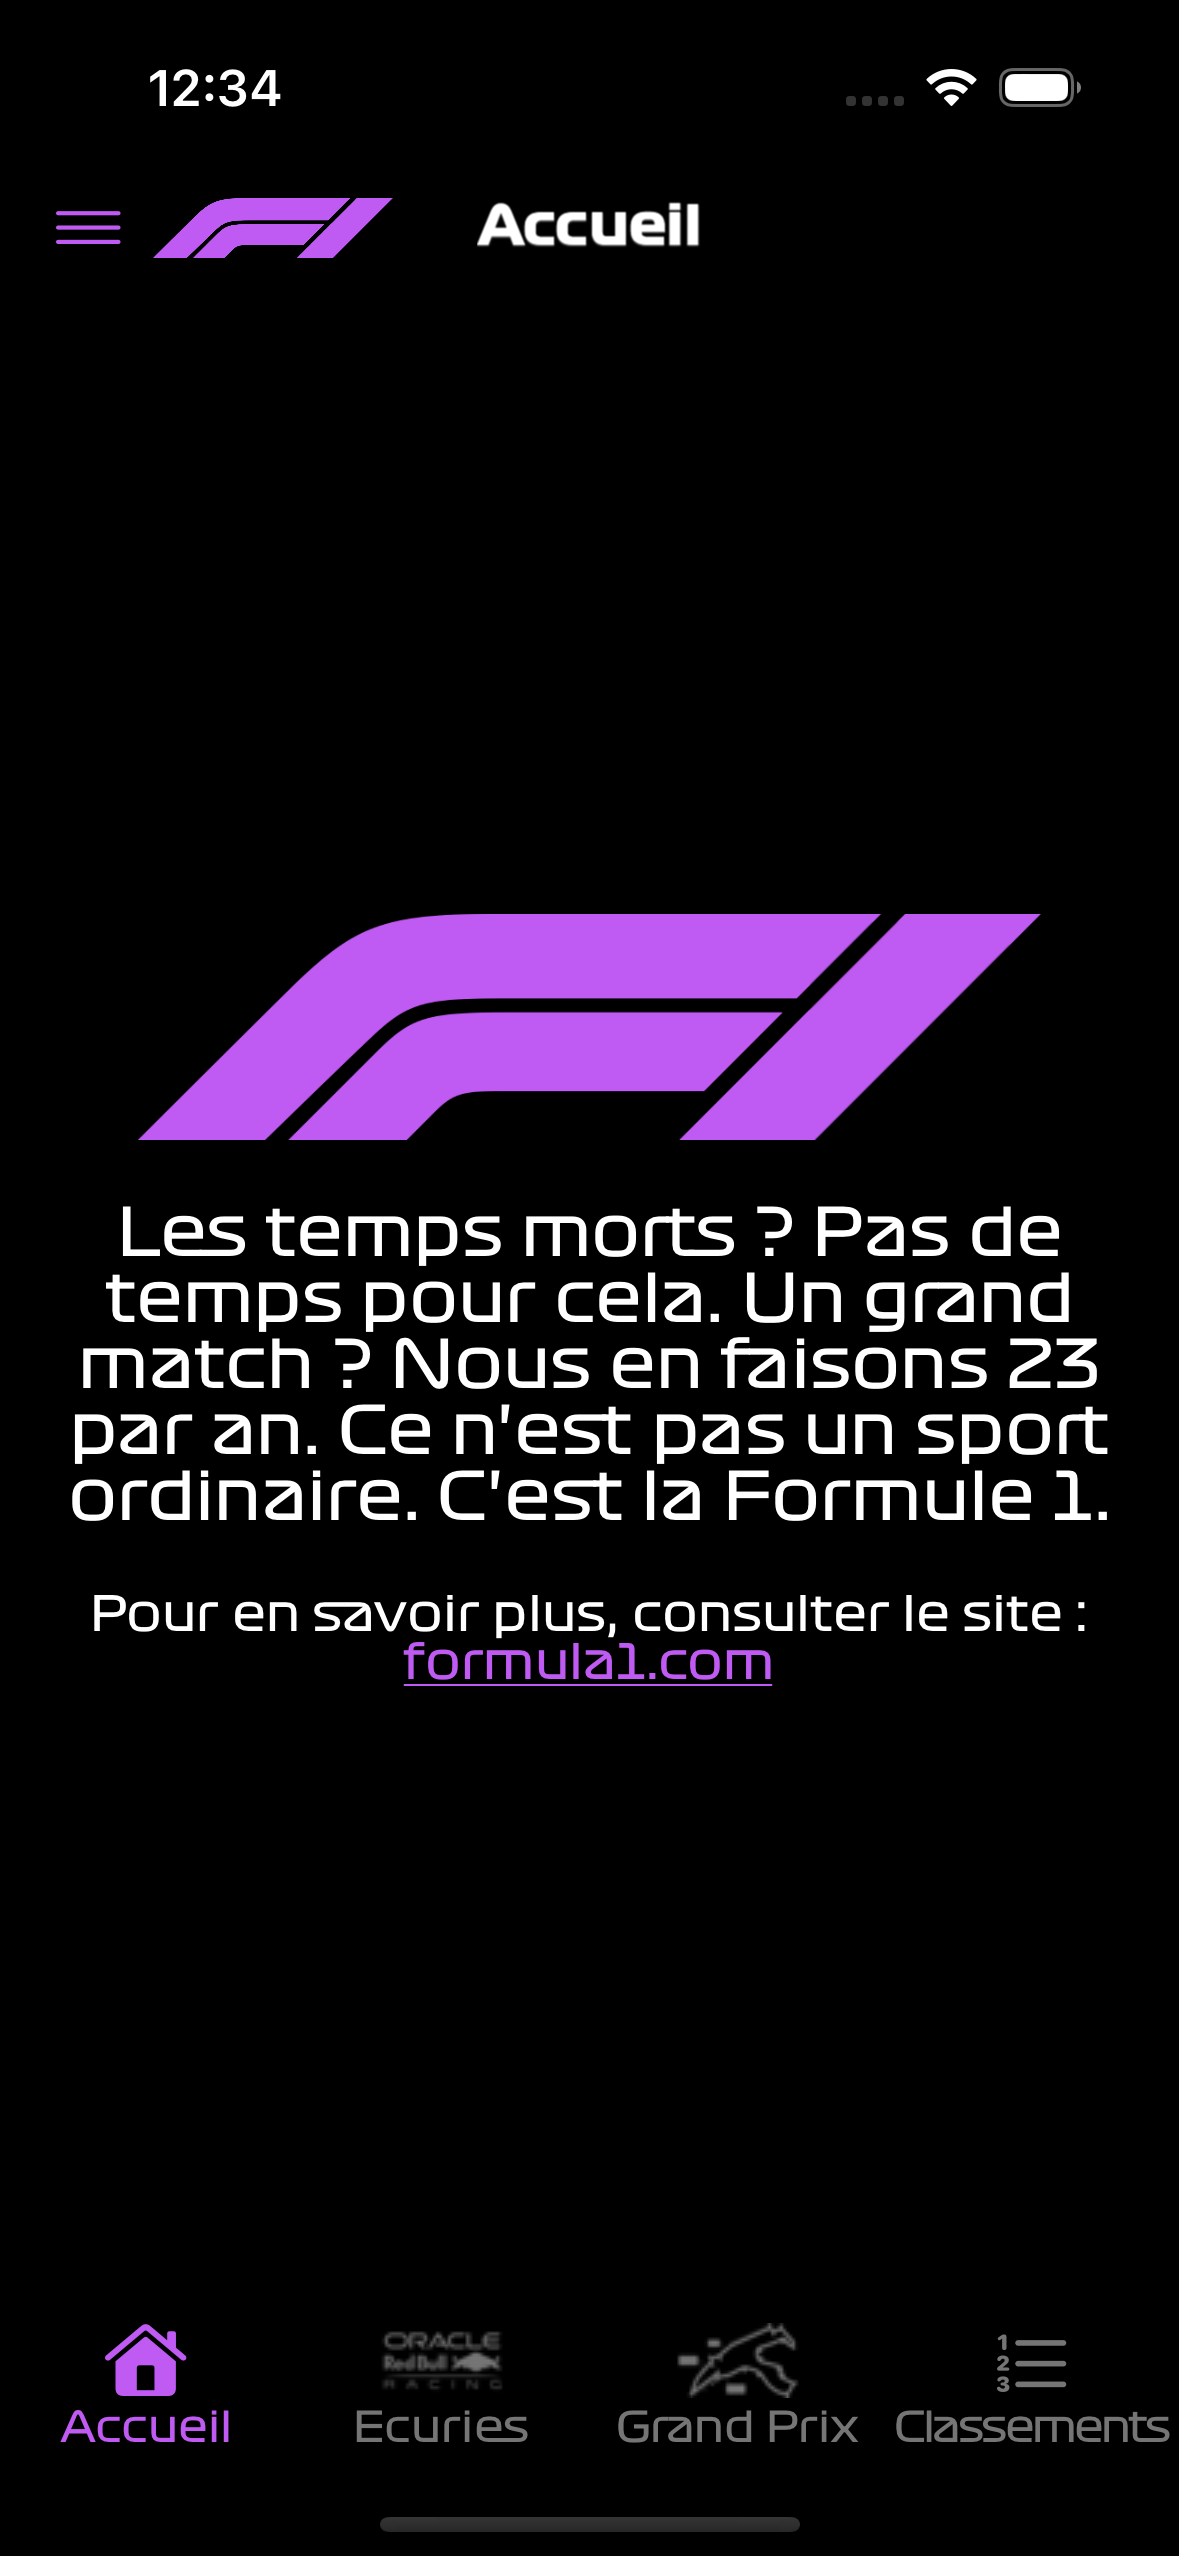 12:34
Accueil
Les temps morts ? Pas de
temps pour cela. Un grand
match ? Nous en faisons 23
par an. Ce n'est pas un sport
ordinaire. C'est la Formule 1.
Pour en savoir plus, consulter le site :
formula1.com
ORACLE
Red Bull
RACING
1
2
3
Accueil
Ecuries
Grand Prix
Classements